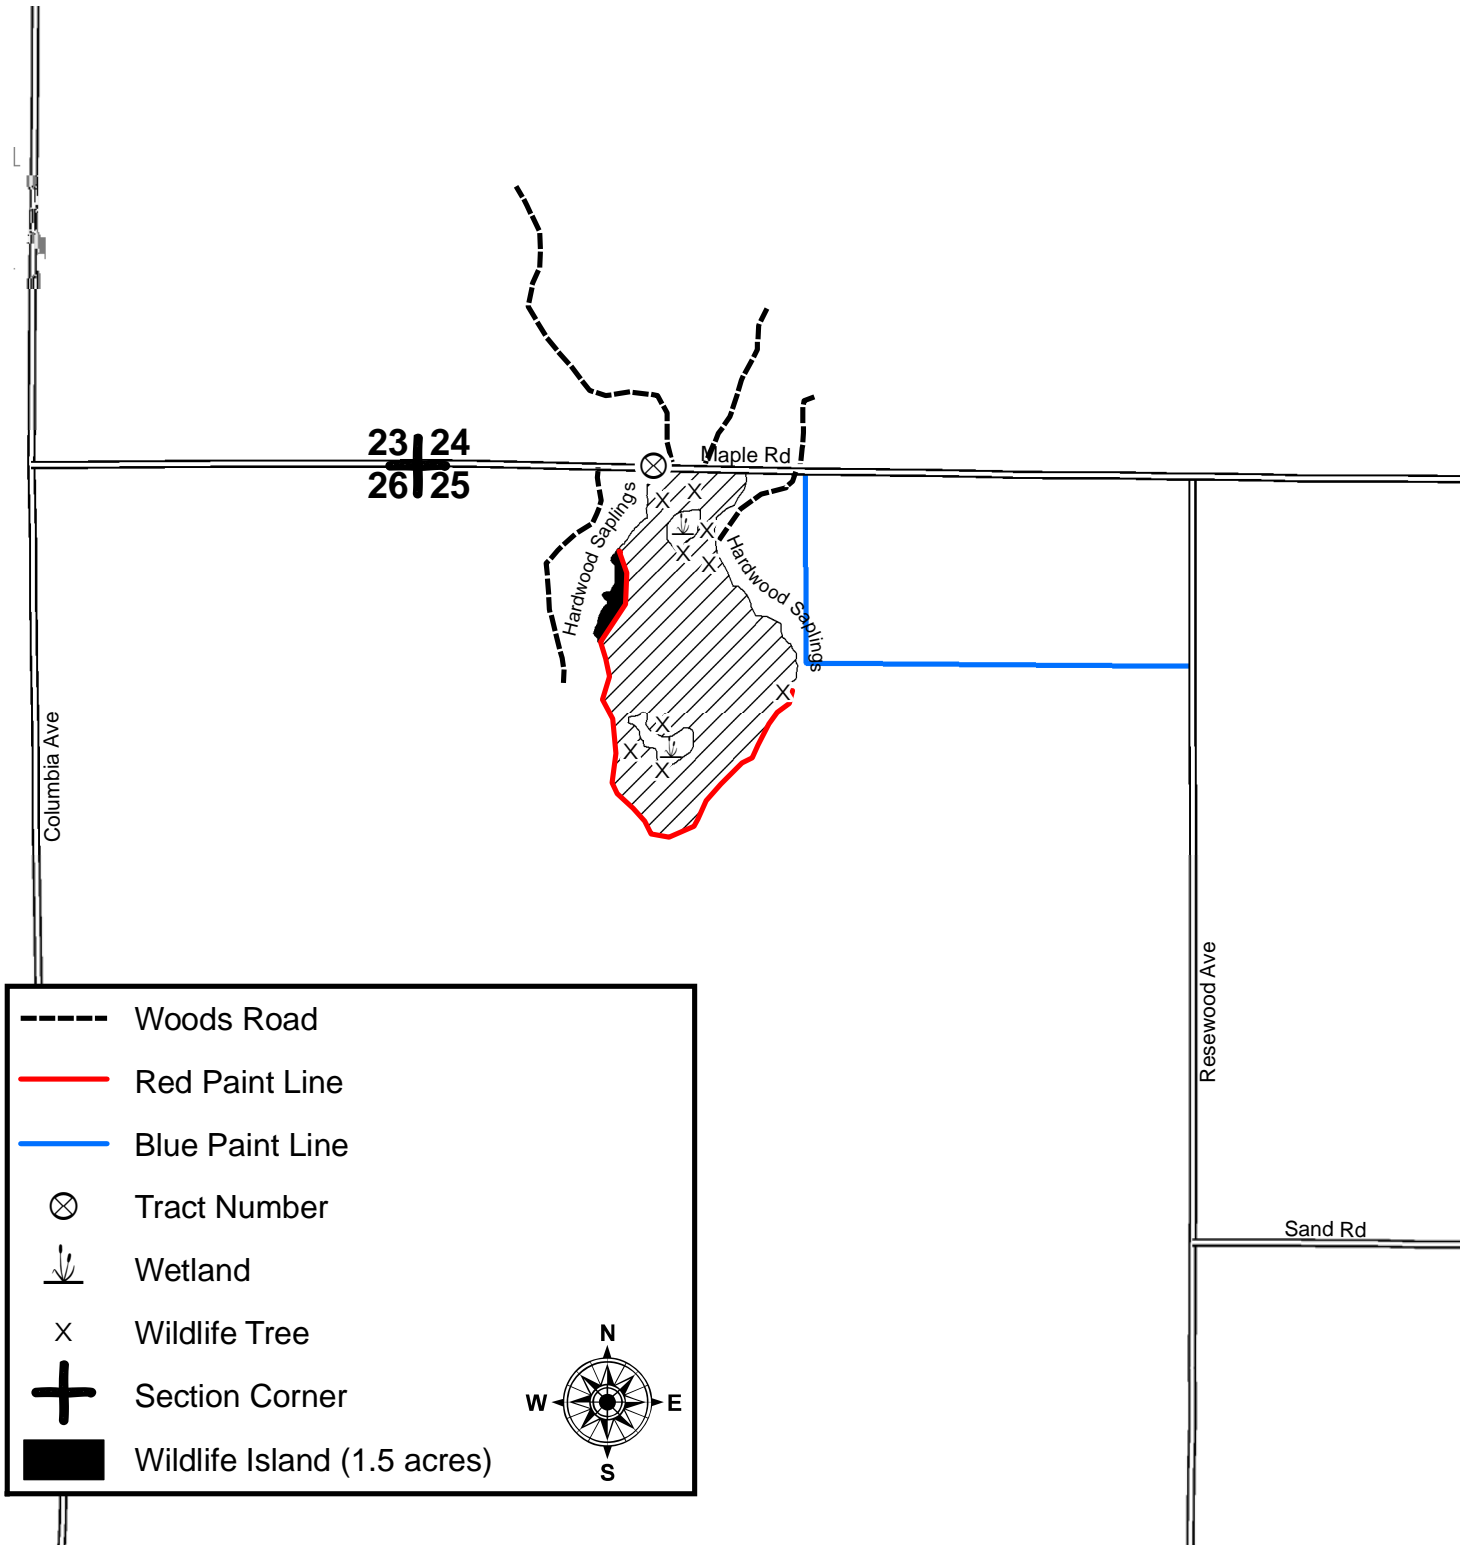 23 24
26 25
Maple Rd
Hardwood Saplings
Hardwood Saplings
Columbia Ave
Resewood Ave
Sand Rd
Woods Road
Red Paint Line
Blue Paint Line
Tract Number
Wetland
Wildlife Tree
Section Corner
Wildlife Island (1.5 acres)
N
W E
S